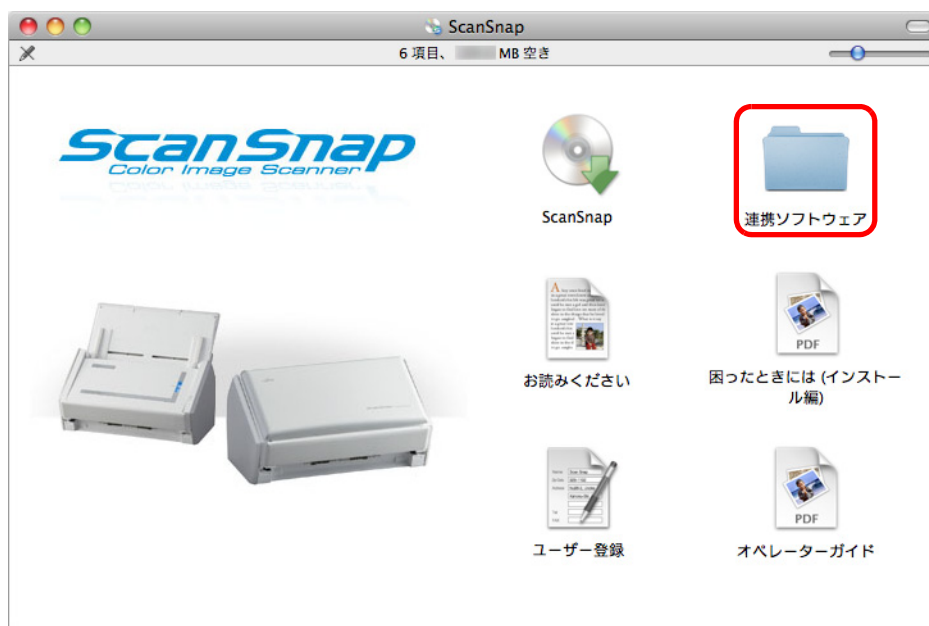 ScanSnap
6 項目、 MB 空き
ScanSnap
Color Image Scanner
ScanSnap
連携ソフトウェア
お読みください
PDF
困ったときには (インストー
ル編)
ユーザー登録
PDF
オペレーターガイド